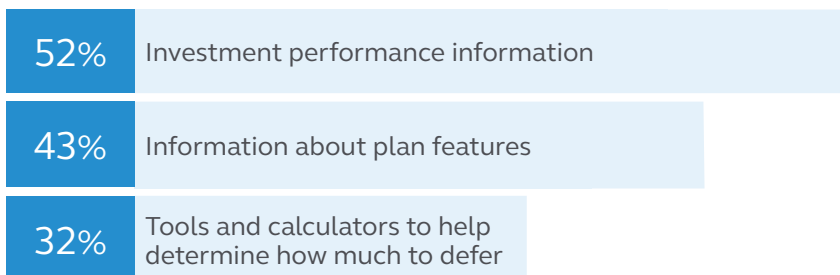 52% Investment performance information
43% Information about plan features
32% Tools and calculators to help
determine how much to defer